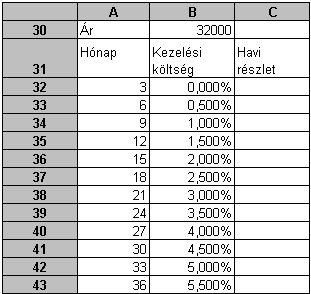 A B C
30 Ár 32000
31 Hónap Kezelési költség Havi részlet
32 3 0,000%
33 6 0,500%
34 9 1,000%
35 12 1,500%
36 15 2,000%
37 18 2,500%
38 21 3,000%
39 24 3,500%
40 27 4,000%
41 30 4,500%
42 33 5,000%
43 36 5,500%